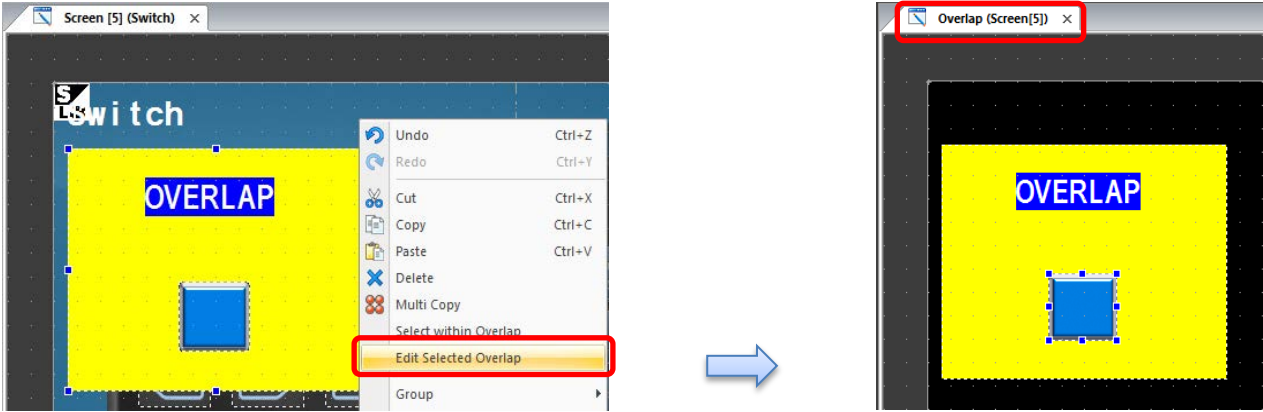 Screen [5] (Switch) ×
S
LS
Switch
OVERLAP
Undo Ctrl+Z
Redo Ctrl+Y
Cut Ctrl+X
Copy Ctrl+C
Paste Ctrl+V
Delete
Multi Copy
Select within Overlap
Edit Selected Overlap
Group
Overlap (Screen[5]) ×
OVERLAP